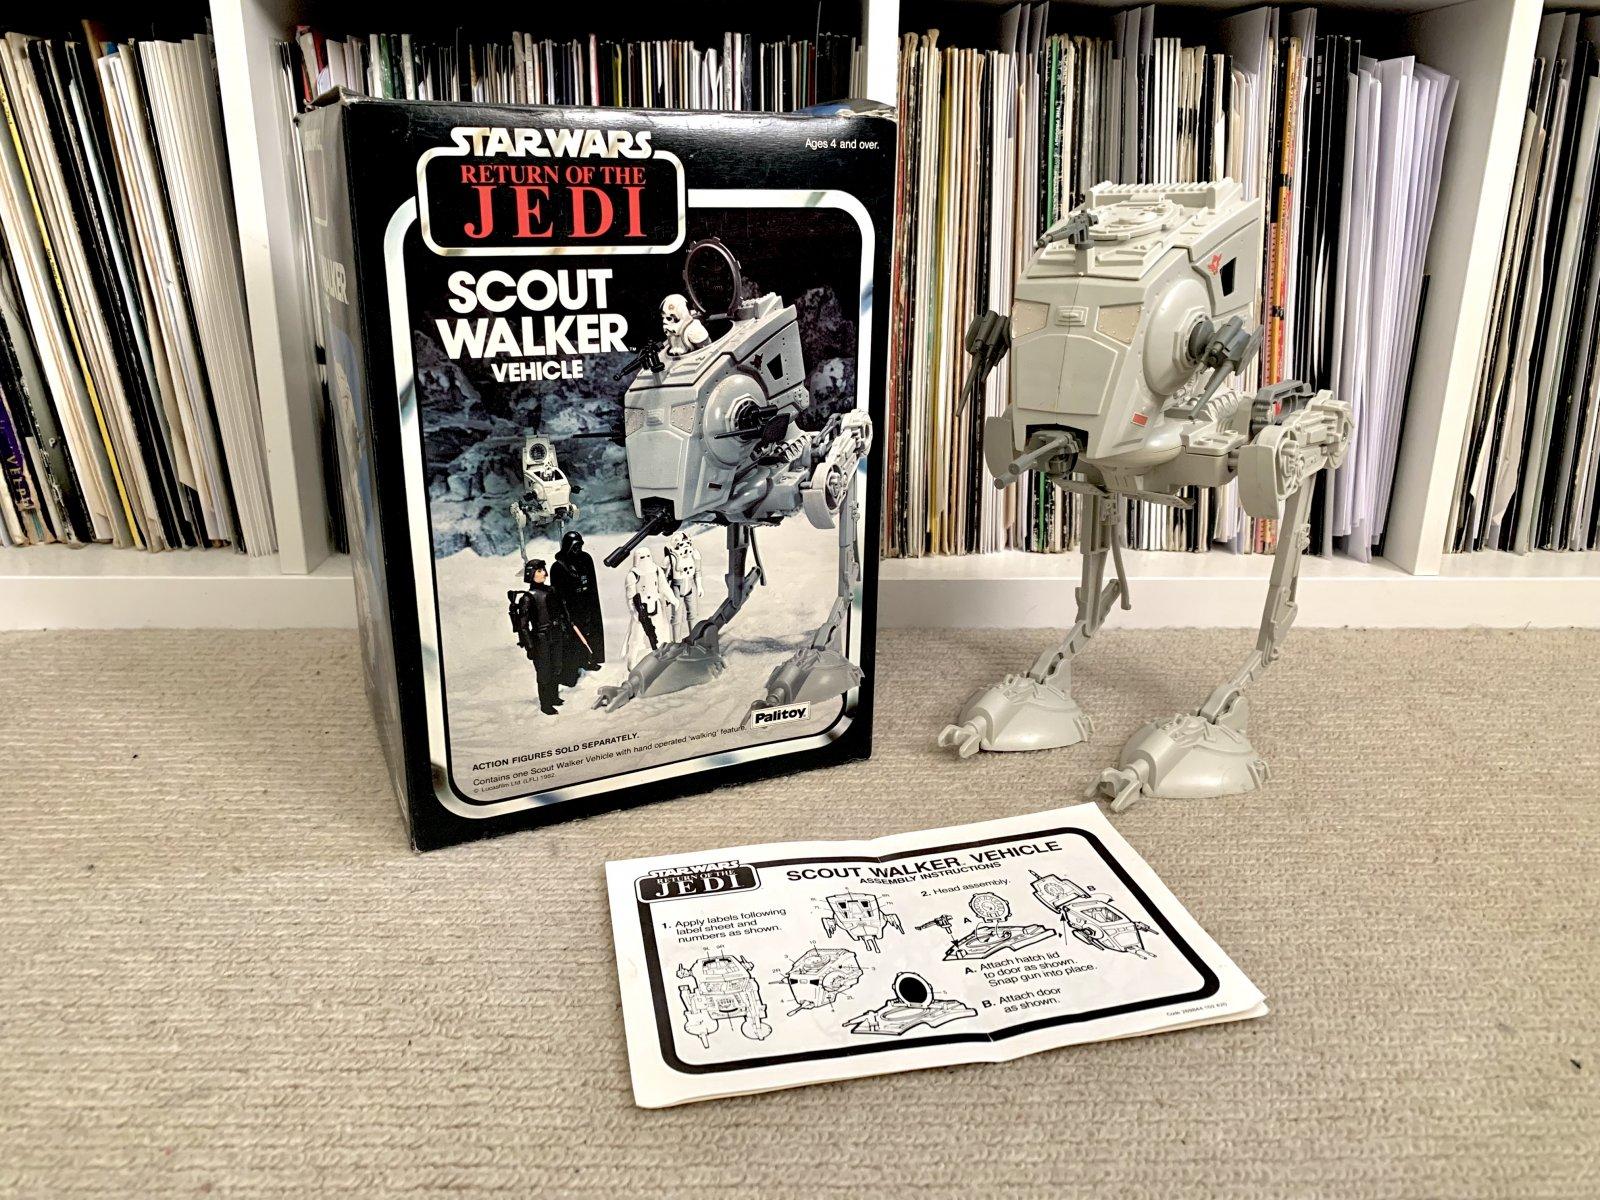 STAR WARS
RETURN OF THE
JEDI
Ages 4 and over.
SCOUT
WALKER™
VEHICLE
Palitoy
ACTION FIGURES SOLD SEPARATELY.
Contains one Scout Walker Vehicle with hand operated 'walking' feature.
© Lucasfilm Ltd. (LFL) 1982
STAR WARS
RETURN OF THE
JEDI
SCOUT WALKER™ VEHICLE
ASSEMBLY INSTRUCTIONS
1. Apply labels following
label sheet and
numbers as shown.
2. Head assembly.
A
B
A. Attach hatch lid
to door as shown.
Snap gun into place.
B. Attach door
as shown.